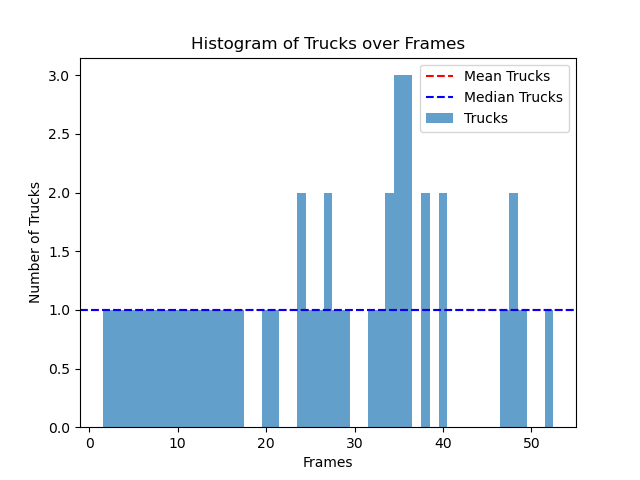 Histogram of Trucks over Frames
Mean Trucks
Median Trucks
Trucks
Number of Trucks
3.0
2.5
2.0
1.5
1.0
0.5
0.0
0 10 20 30 40 50
Frames